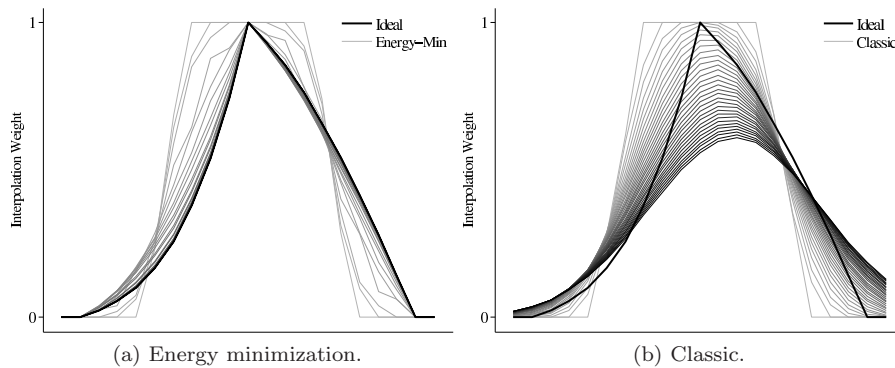 1
0
Interpolation Weight
Ideal
Energy-Min
(a) Energy minimization.
1
0
Interpolation Weight
Ideal
Classic
(b) Classic.